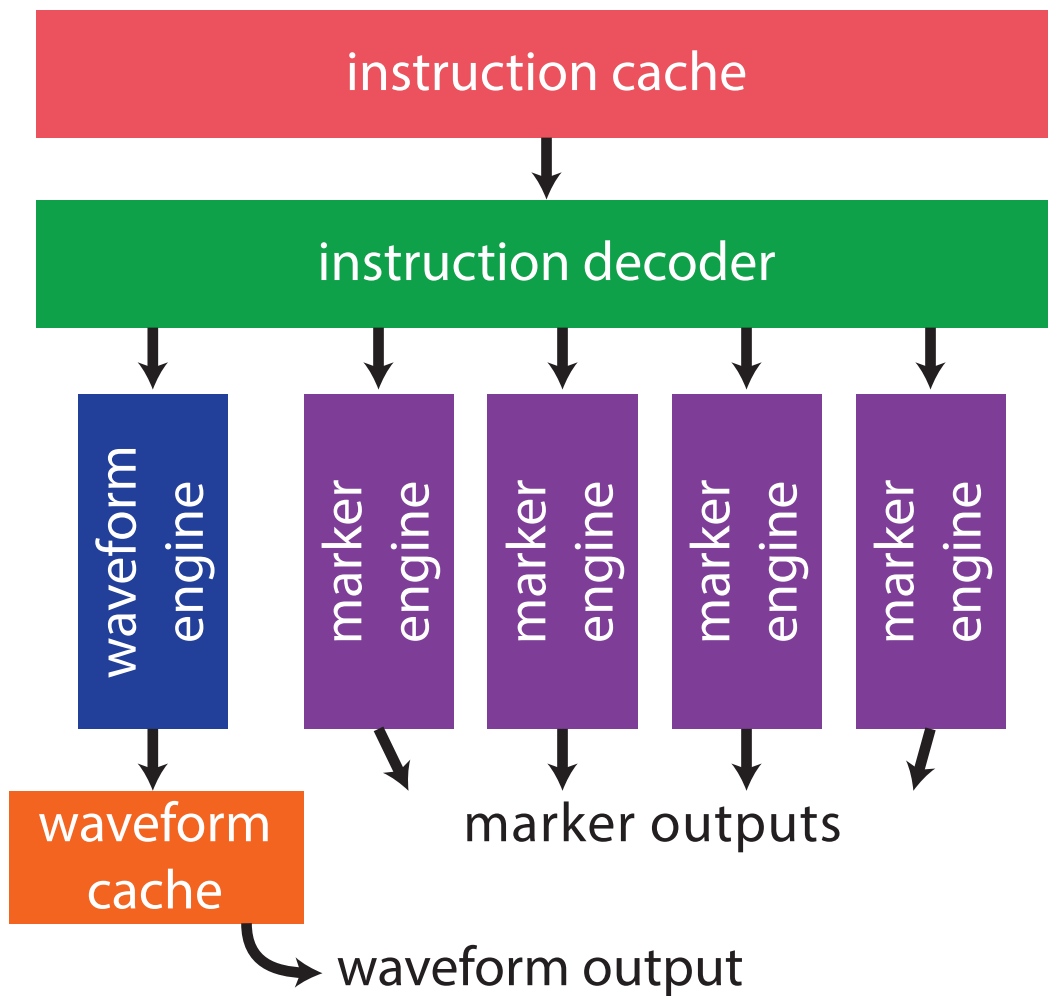 instruction cache
instruction decoder
waveform
engine
marker
engine
marker
engine
marker
engine
marker
engine
waveform
cache
marker outputs
waveform output